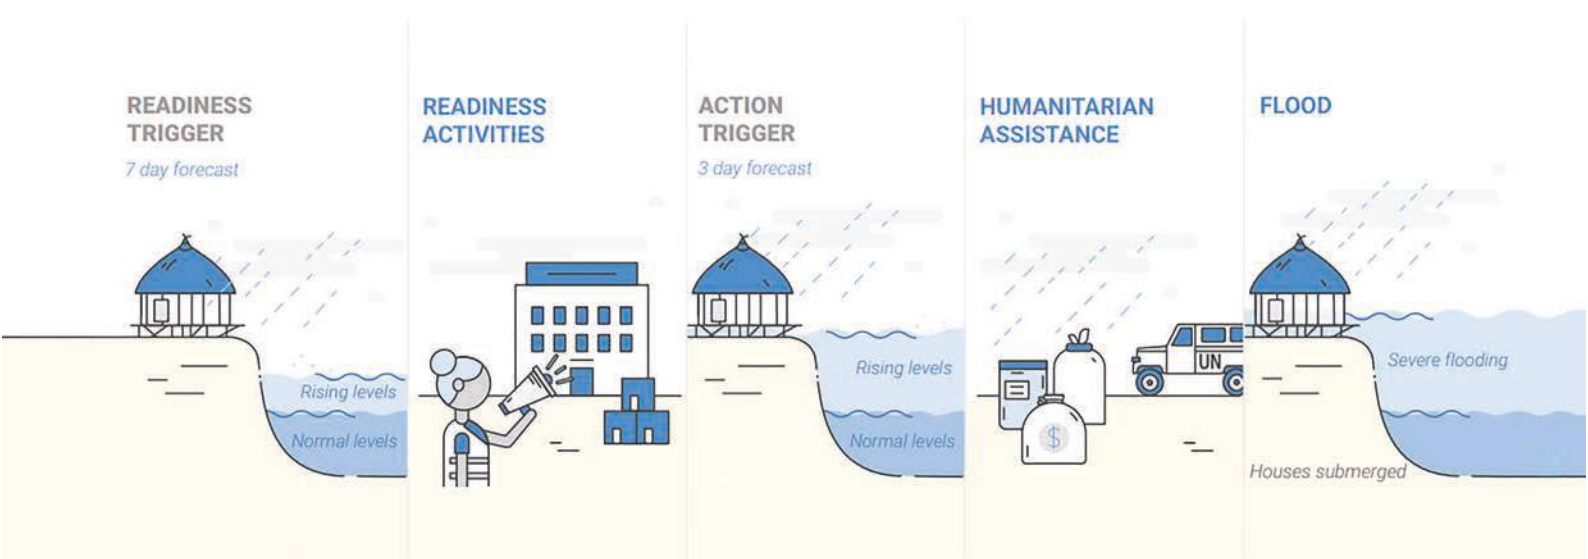 READINESS
TRIGGER
7 day forecast
Rising levels
Normal levels
READINESS
ACTIVITIES
ACTION
TRIGGER
3 day forecast
Rising levels
Normal levels
HUMANITARIAN
ASSISTANCE
$
UN
FLOOD
Severe flooding
Houses submerged